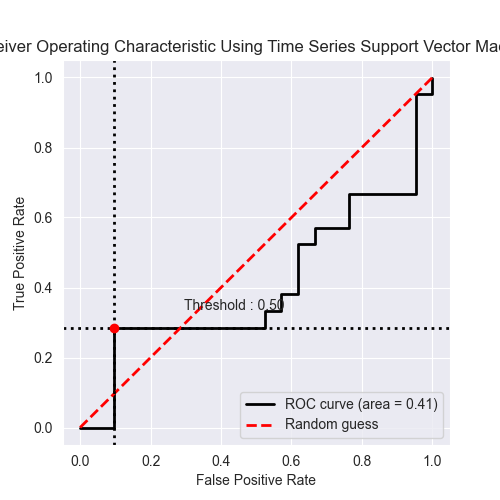 eiver Operating Characteristic Using Time Series Support Vector Ma
1.0
0.8
0.6
0.4
0.2
0.0
True Positive Rate
Threshold : 0.50
ROC curve (area = 0.41)
Random guess
0.0 0.2 0.4 0.6 0.8 1.0
False Positive Rate